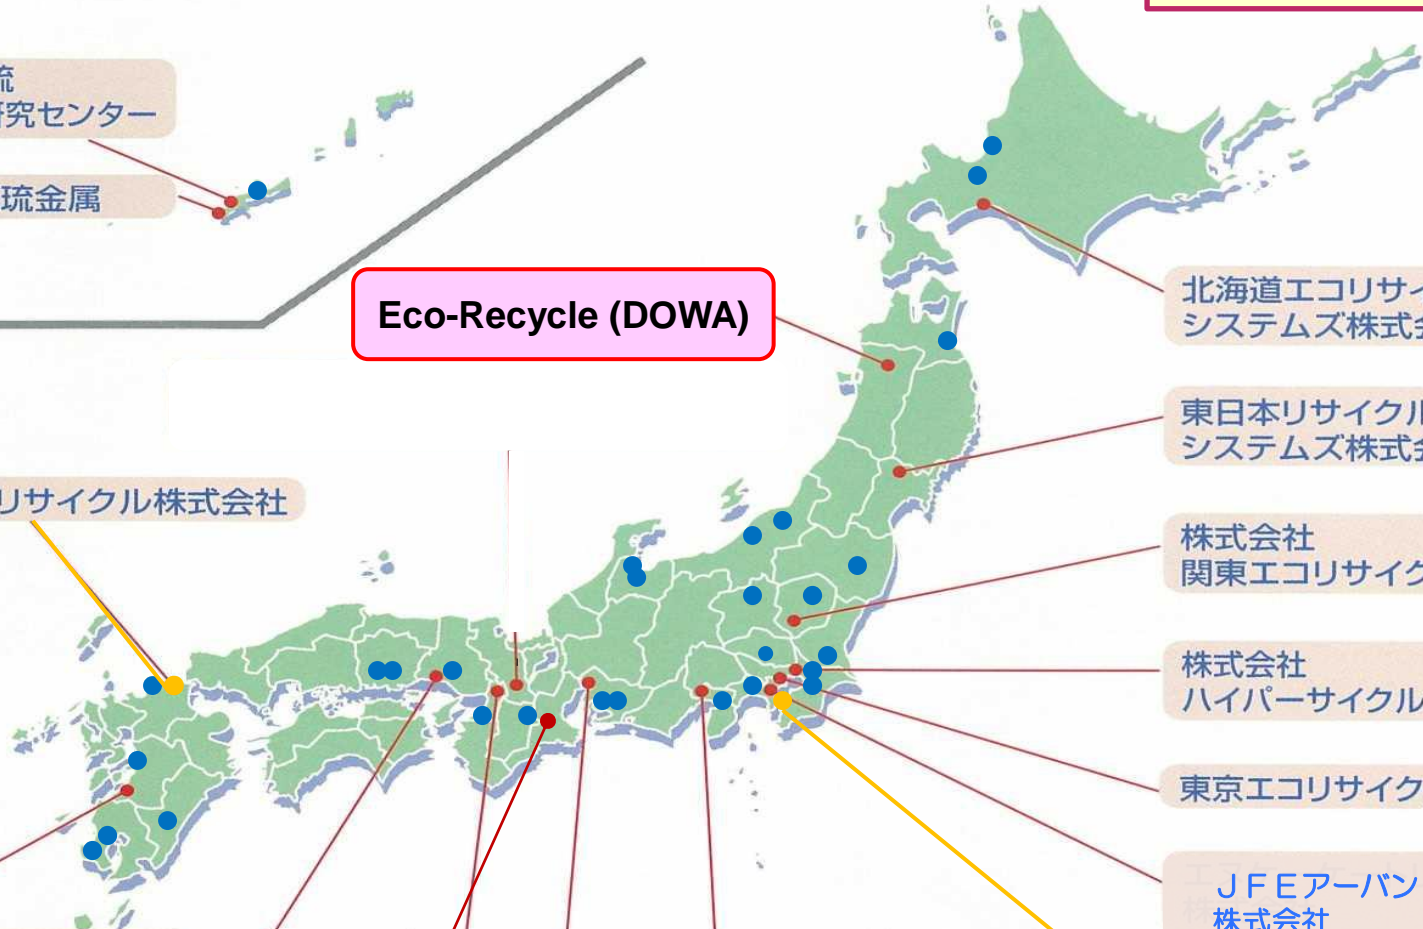 流
研究センター
琉金属
Eco-Recycle (DOWA)
北海道エコリサイ
システムズ株式会
東日本リサイクル
システムズ株式会
リサイクル株式会社
株式会社
関東エコリサイク
株式会社
ハイパーサイクル
東京エコリサイク
JFEアーバン
株式会社